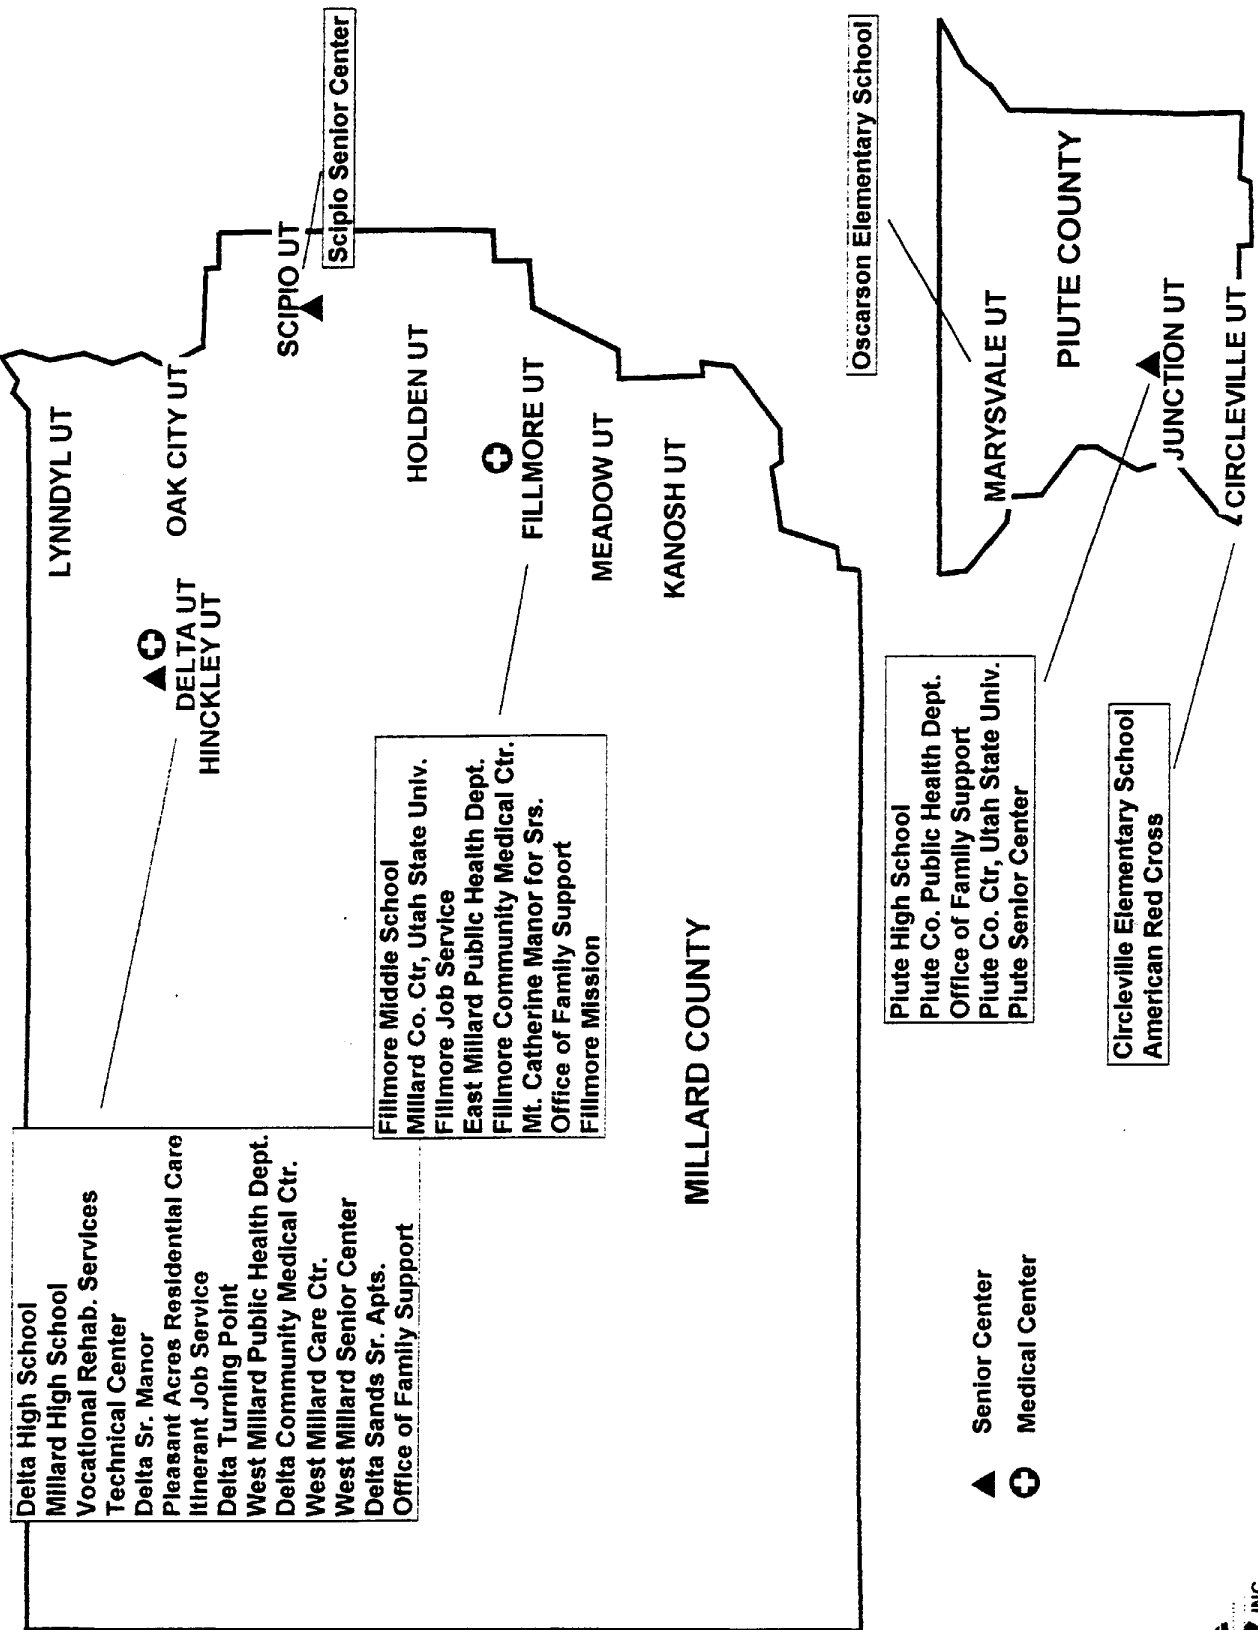 LYNNDYL UT
OAK CITY UT
DELTA UT
HINCKLEY UT
SCIPIO UT
Scipio Senior Center
HOLDEN UT
FILLMORE UT
MEADOW UT
KANOSH UT
Delta High School
Millard High School
Vocational Rehab. Services
Technical Center
Delta Sr. Manor
Pleasant Acres Residential Care
Itinerant Job Service
Delta Turning Point
West Millard Public Health Dept.
Delta Community Medical Ctr.
West Millard Care Ctr.
West Millard Senior Center
Delta Sands Sr. Apts.
Office of Family Support
Fillmore Middle School
Millard Co. Ctr, Utah State Univ.
Fillmore Job Service
East Millard Public Health Dept.
Fillmore Community Medical Ctr.
Mt. Catherine Manor for Srs.
Office of Family Support
Fillmore Mission
MILLARD COUNTY
Oscarson Elementary School
MARYSVALE UT
PIUTE COUNTY
JUNCTION UT
CIRCLEVILLE UT
Piute High School
Piute Co. Public Health Dept.
Office of Family Support
Piute Co. Ctr, Utah State Univ.
Piute Senior Center
Circleville Elementary School
American Red Cross
Senior Center
Medical Center
INC